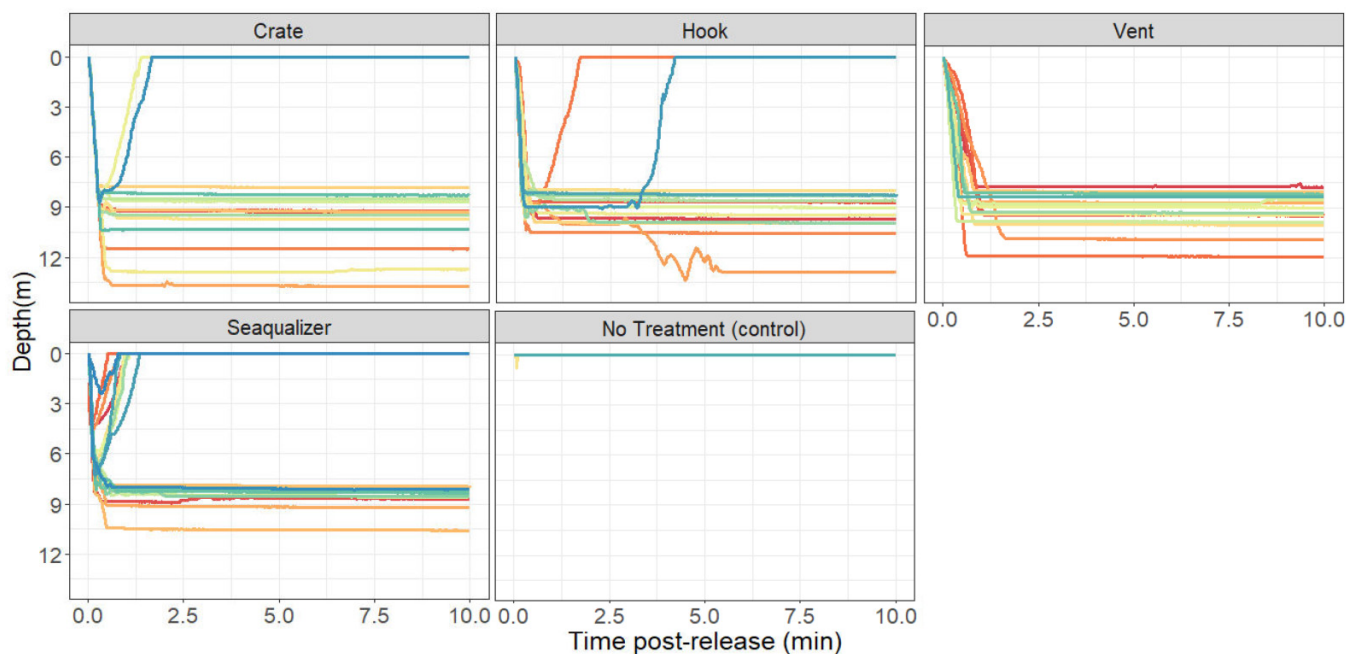 Crate
Hook
Vent
0
3
6
9
12
0.0 2.5 5.0 7.5 10.0
Depth(m)
Seaqualizer
No Treatment (control)
0
3
6
9
12
0.0 2.5 5.0 7.5 10.0
0.0 2.5 5.0 7.5 10.0
Time post-release (min)